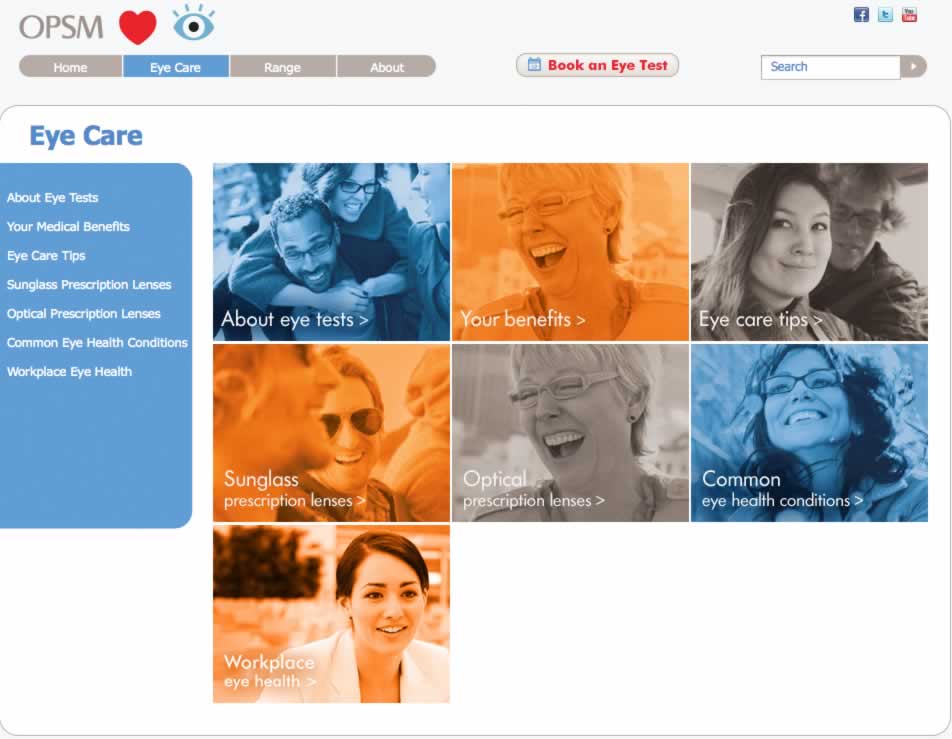 OPSM
Home
Eye Care
Range
About
Book an Eye Test
Search
Eye Care
About Eye Tests
Your Medical Benefits
Eye Care Tips
Sunglass Prescription Lenses
Optical Prescription Lenses
Common Eye Health Conditions
Workplace Eye Health
About eye tests >
Your benefits >
Eye care tips >
Sunglass
prescription lenses >
Optical
prescription lenses >
Common
eye health conditions >
Workplace
eye health >